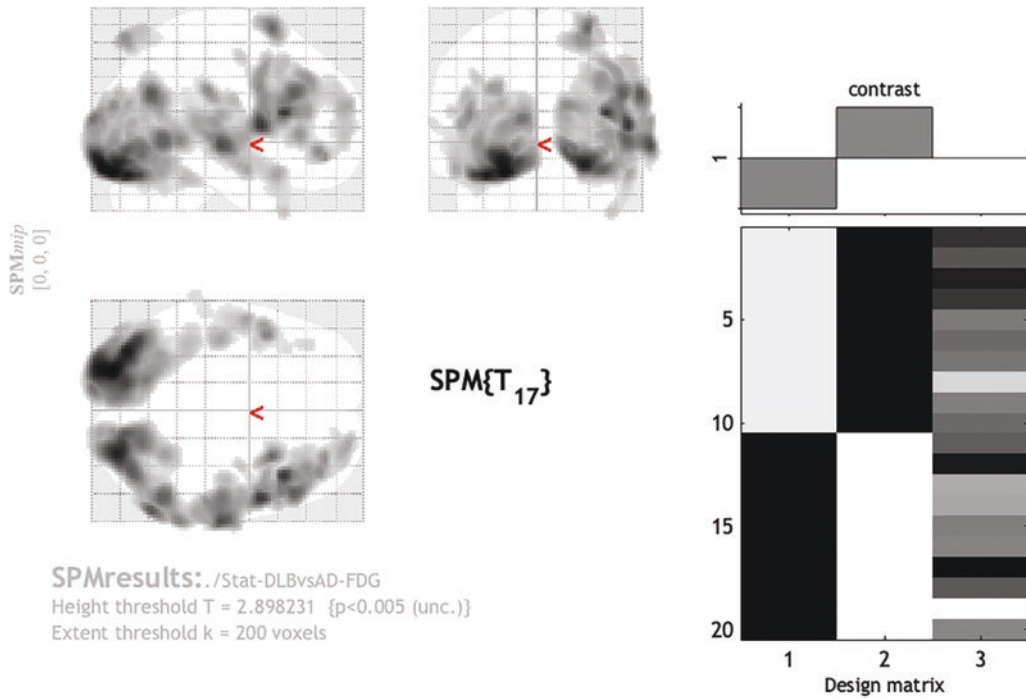 contrast
1
SPMmip
[0, 0, 0]
<
<
<
SPM{T17}
5
10
15
20
1 2 3
Design matrix
SPMresults:./Stat-DLBvsAD-FDG
Height threshold T = 2.898231 {p<0.005 (unc.)}
Extent threshold k = 200 voxels